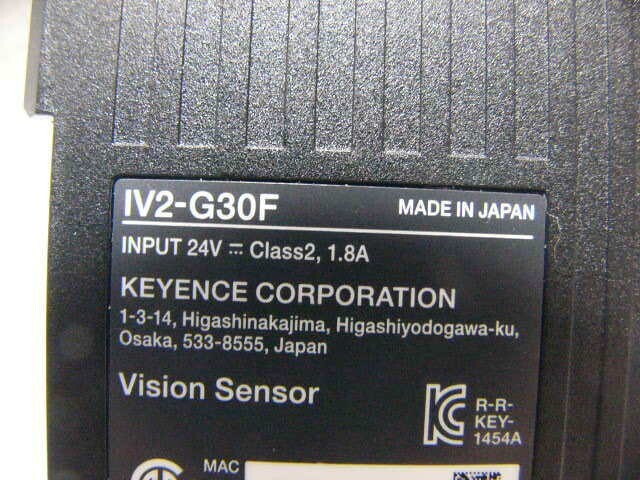 IV2-G30F
MADE IN JAPAN
INPUT 24V ⎓ Class2, 1.8A
KEYENCE CORPORATION
1-3-14, Higashinakajima, Higashiyodogawa-ku,
Osaka, 533-8555, Japan
Vision Sensor
R-R-
KEY-
1454A
MAC